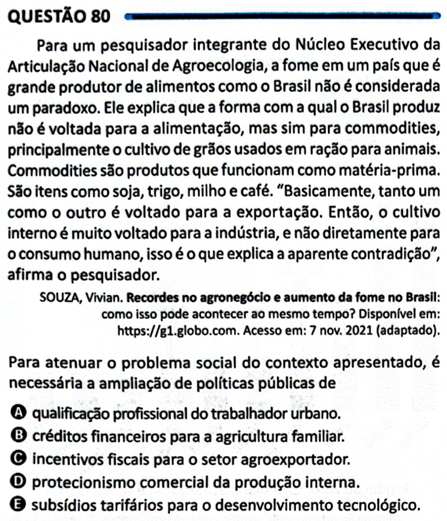 QUESTÃO 80
Para um pesquisador integrante do Núcleo Executivo da
Articulação Nacional de Agroecologia, a fome em um país que é
grande produtor de alimentos como o Brasil não é considerada
um paradoxo. Ele explica que a forma com a qual o Brasil produz
não é voltada para a alimentação, mas sim para commodities,
principalmente o cultivo de grãos usados em ração para animais.
Commodities são produtos que funcionam como matéria-prima.
São itens como soja, trigo, milho e café. “Basicamente, tanto um
como o outro é voltado para a exportação. Então, o cultivo
interno é muito voltado para a indústria, e não diretamente para
o consumo humano, isso é o que explica a aparente contradição”,
afirma o pesquisador.
SOUZA, Vivian. Recordes no agronegócio e aumento da fome no Brasil:
como isso pode acontecer ao mesmo tempo? Disponível em:
https://g1.globo.com. Acesso em: 7 nov. 2021 (adaptado).
Para atenuar o problema social do contexto apresentado, é
necessária a ampliação de políticas públicas de
A qualificação profissional do trabalhador urbano.
B créditos financeiros para a agricultura familiar.
C incentivos fiscais para o setor agroexportador.
D protecionismo comercial da produção interna.
E subsídios tarifários para o desenvolvimento tecnológico.